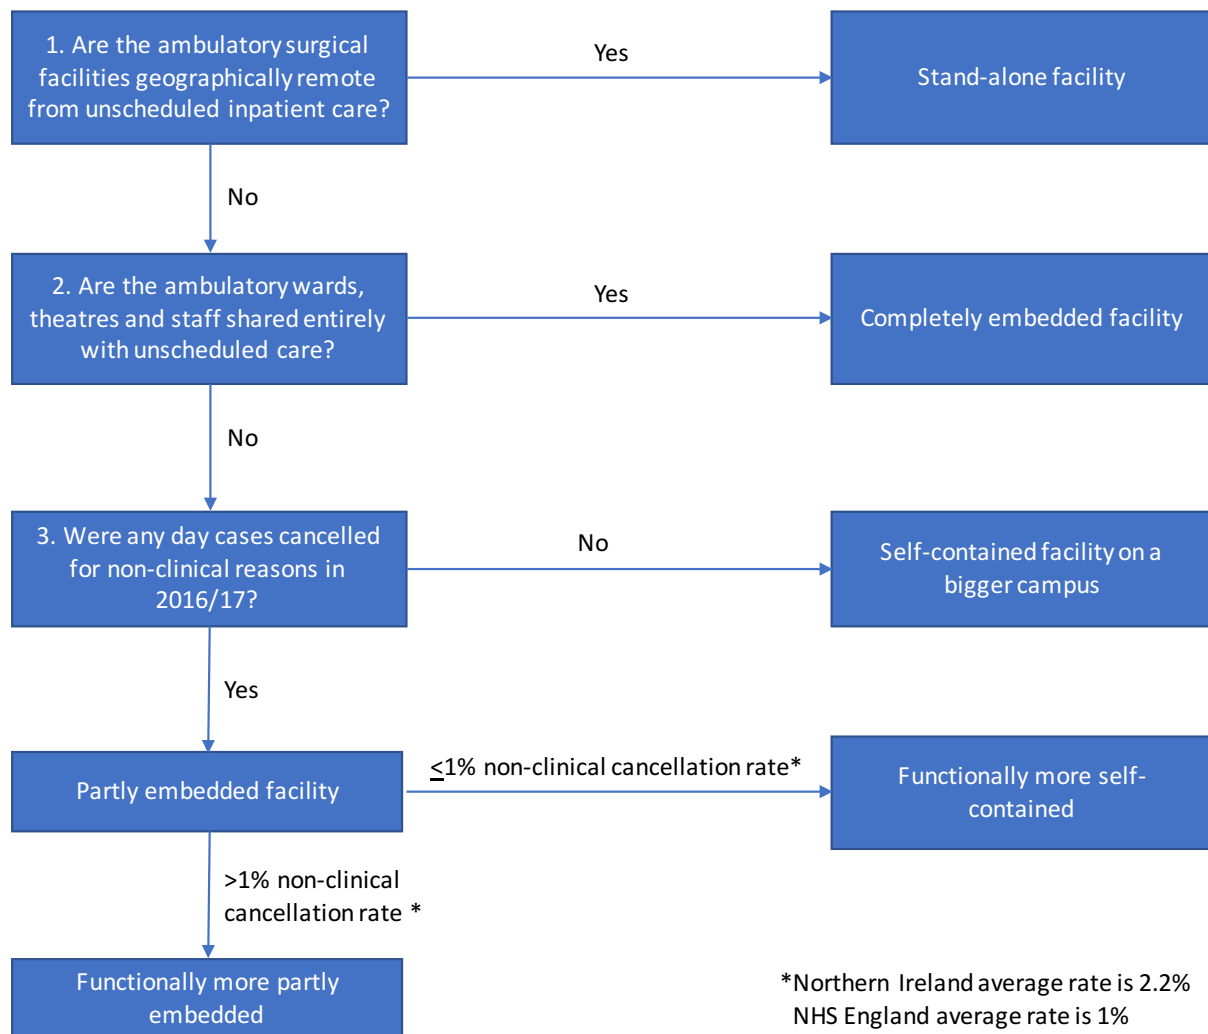 1. Are the ambulatory surgical
facilities geographically remote
from unscheduled inpatient care?
Yes
Stand-alone facility
No
2. Are the ambulatory wards,
theatres and staff shared entirely
with unscheduled care?
Yes
Completely embedded facility
No
3. Were any day cases cancelled
for non-clinical reasons in
2016/17?
No
Self-contained facility on a
bigger campus
Yes
Partly embedded facility
≤1% non-clinical cancellation rate*
Functionally more self-
contained
>1% non-clinical
cancellation rate *
Functionally more partly
embedded
*Northern Ireland average rate is 2.2%
NHS England average rate is 1%